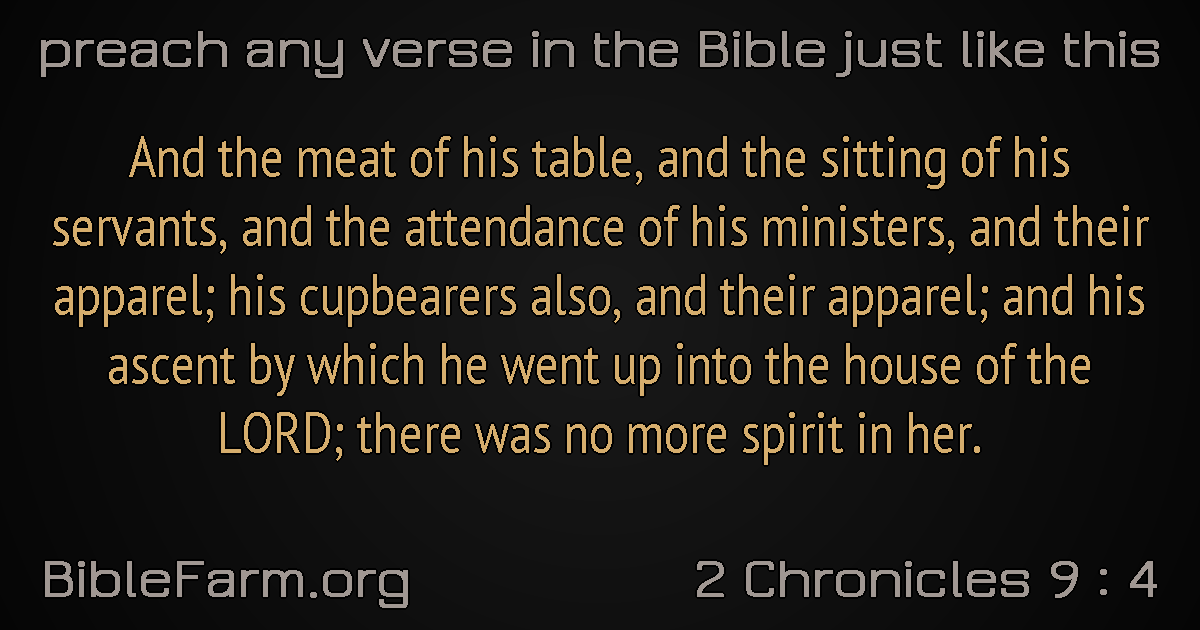 preach any verse in the Bible just like this
And the meat of his table, and the sitting of his
servants, and the attendance of his ministers, and their
apparel; his cupbearers also, and their apparel; and his
ascent by which he went up into the house of the
LORD; there was no more spirit in her.
BibleFarm.org
2 Chronicles 9 : 4